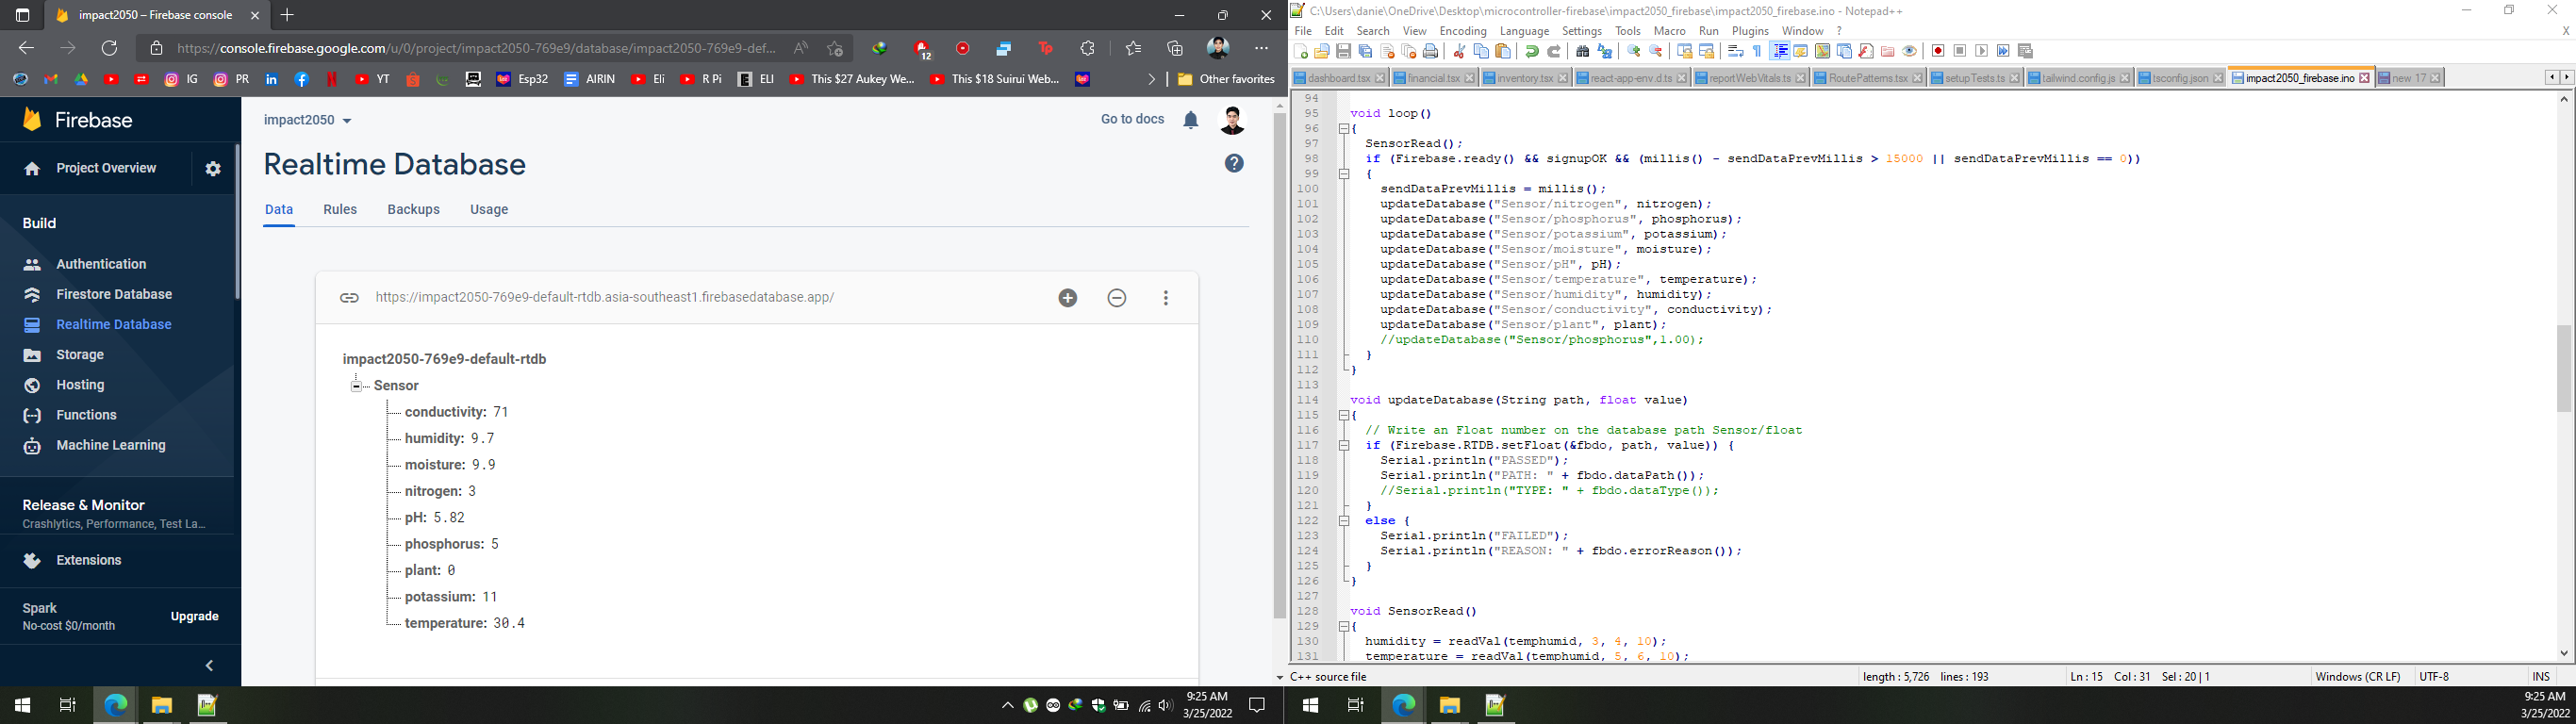 impact2050 – Firebase console
https://console.firebase.google.com/u/0/project/impact2050-769e9/database/impact2050-769e9-def...
12
IG
PR
YT
Esp32
AIRIN
Eli
R Pi
ELI
This $27 Aukey We...
This $18 Suirui Web...
Other favorites
Firebase
Project Overview
Build
Authentication
Firestore Database
Realtime Database
Storage
Hosting
Functions
Machine Learning
Release & Monitor
Crashlytics, Performance, Test La...
Extensions
Spark
No-cost $0/month
Upgrade
impact2050
Go to docs
Realtime Database
Data
Rules
Backups
Usage
https://impact2050-769e9-default-rtdb.asia-southeast1.firebasedatabase.app/
impact2050-769e9-default-rtdb
Sensor
conductivity: 71
humidity: 9.7
moisture: 9.9
nitrogen: 3
pH: 5.82
phosphorus: 5
plant: 0
potassium: 11
temperature: 30.4
9:25 AM
3/25/2022
C:\Users\danie\OneDrive\Desktop\microcontroller-firebase\impact2050_firebase\impact2050_firebase.ino - Notepad++
File Edit Search View Encoding Language Settings Tools Macro Run Plugins Window ?
X
dashboard.tsx
financial.tsx
inventory.tsx
react-app-env.d.ts
reportWebVitals.ts
RoutePatterns.tsx
setupTests.ts
tailwind.config.js
tsconfig.json
impact2050_firebase.ino
new 17
94
95 void loop()
96 {
97 SensorRead();
98 if (Firebase.ready() && signupOK && (millis() - sendDataPrevMillis > 15000 || sendDataPrevMillis == 0))
99 {
100 sendDataPrevMillis = millis();
101 updateDatabase("Sensor/nitrogen", nitrogen);
102 updateDatabase("Sensor/phosphorus", phosphorus);
103 updateDatabase("Sensor/potassium", potassium);
104 updateDatabase("Sensor/moisture", moisture);
105 updateDatabase("Sensor/pH", pH);
106 updateDatabase("Sensor/temperature", temperature);
107 updateDatabase("Sensor/humidity", humidity);
108 updateDatabase("Sensor/conductivity", conductivity);
109 updateDatabase("Sensor/plant", plant);
110 //updateDatabase("Sensor/phosphorus",1.00);
111 }
112 }
113
114 void updateDatabase(String path, float value)
115 {
116 // Write an Float number on the database path Sensor/float
117 if (Firebase.RTDB.setFloat(&fbdo, path, value)) {
118 Serial.println("PASSED");
119 Serial.println("PATH: " + fbdo.dataPath());
120 //Serial.println("TYPE: " + fbdo.dataType());
121 }
122 else {
123 Serial.println("FAILED");
124 Serial.println("REASON: " + fbdo.errorReason());
125 }
126 }
127
128 void SensorRead()
129 {
130 humidity = readVal(temphumid, 3, 4, 10);
131 temperature = readVal(temphumid, 5, 6, 10);
C++ source file
length : 5,726 lines : 193
Ln : 15 Col : 31 Sel : 20 | 1
Windows (CR LF)
UTF-8
INS
9:25 AM
3/25/2022